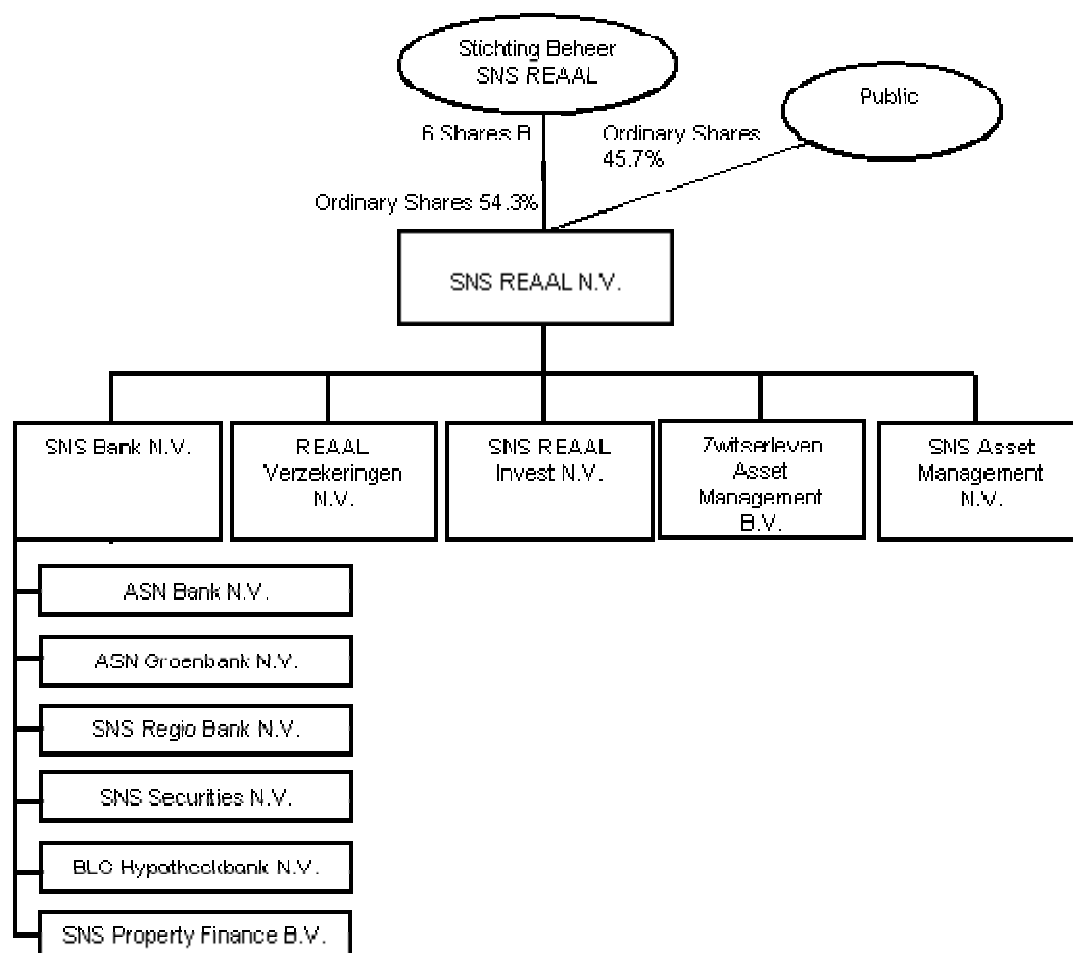 Stichting Beheer
SNS REAAL
Public
6 Shares B
Ordinary Shares
45.7%
Ordinary Shares 54.3%
SNS REAAL N.V.
SNS Bank N.V.
REAAL
Verzekeringen
N.V.
SNS REAAL
Invest N.V.
Zwitserleven
Asset
Management
B.V.
SNS Asset
Management
N.V.
ASN Bank N.V.
ASN Groenbank N.V.
SNS Regio Bank N.V.
SNS Securities N.V.
BLG Hypotheekbank N.V.
SNS Property Finance B.V.